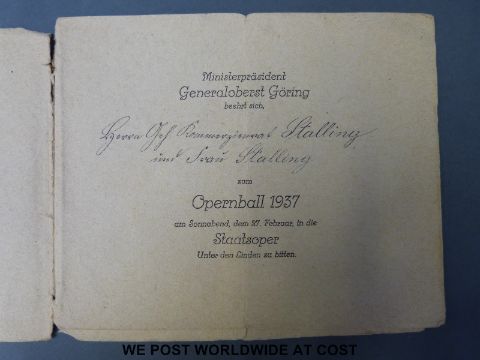 Ministerpräsident
Generaloberst Göring
beehrt sich,
Herrn Geh. Kommerzienrat Stalling
und Frau Stalling
zum
Opernball 1937
am Sonnabend, dem 27. Februar, in die
Staatsoper
Unter den Linden zu bitten.
WE POST WORLDWIDE AT COST